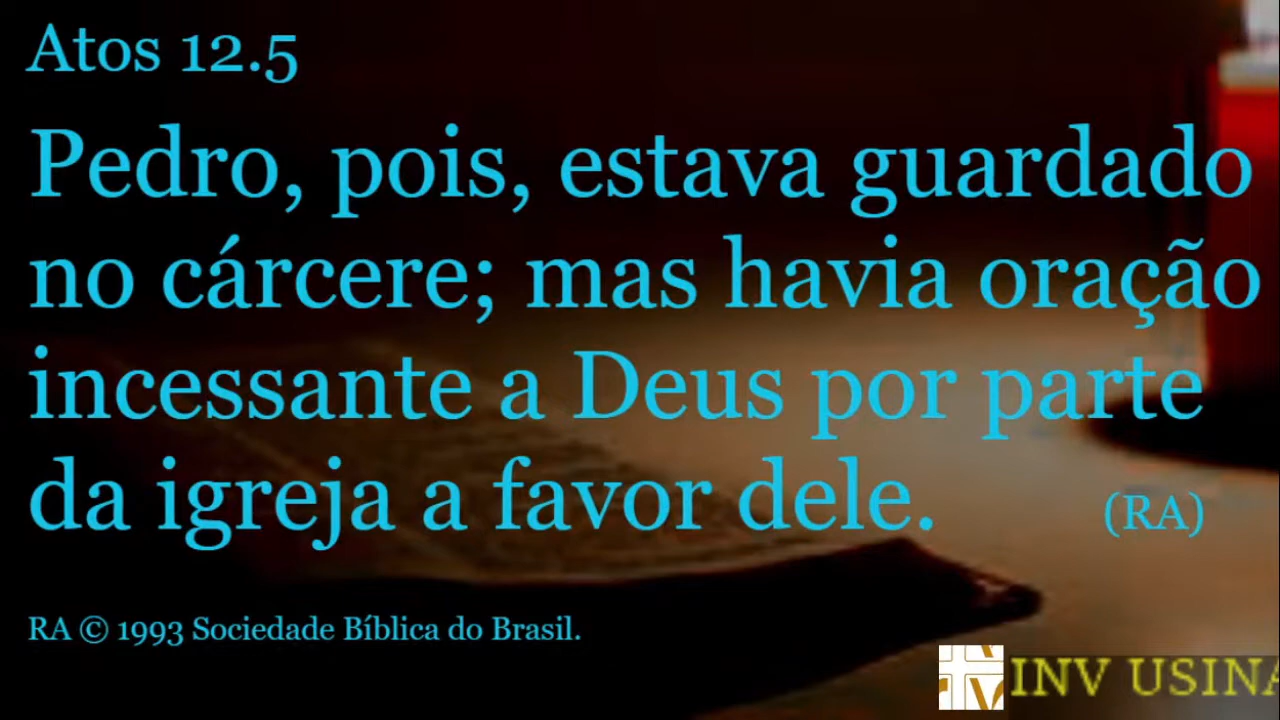 Atos 12.5
Pedro, pois, estava guardado
no cárcere; mas havia oração
incessante a Deus por parte
da igreja a favor dele. (RA)
RA © 1993 Sociedade Bíblica do Brasil.
INV USINA